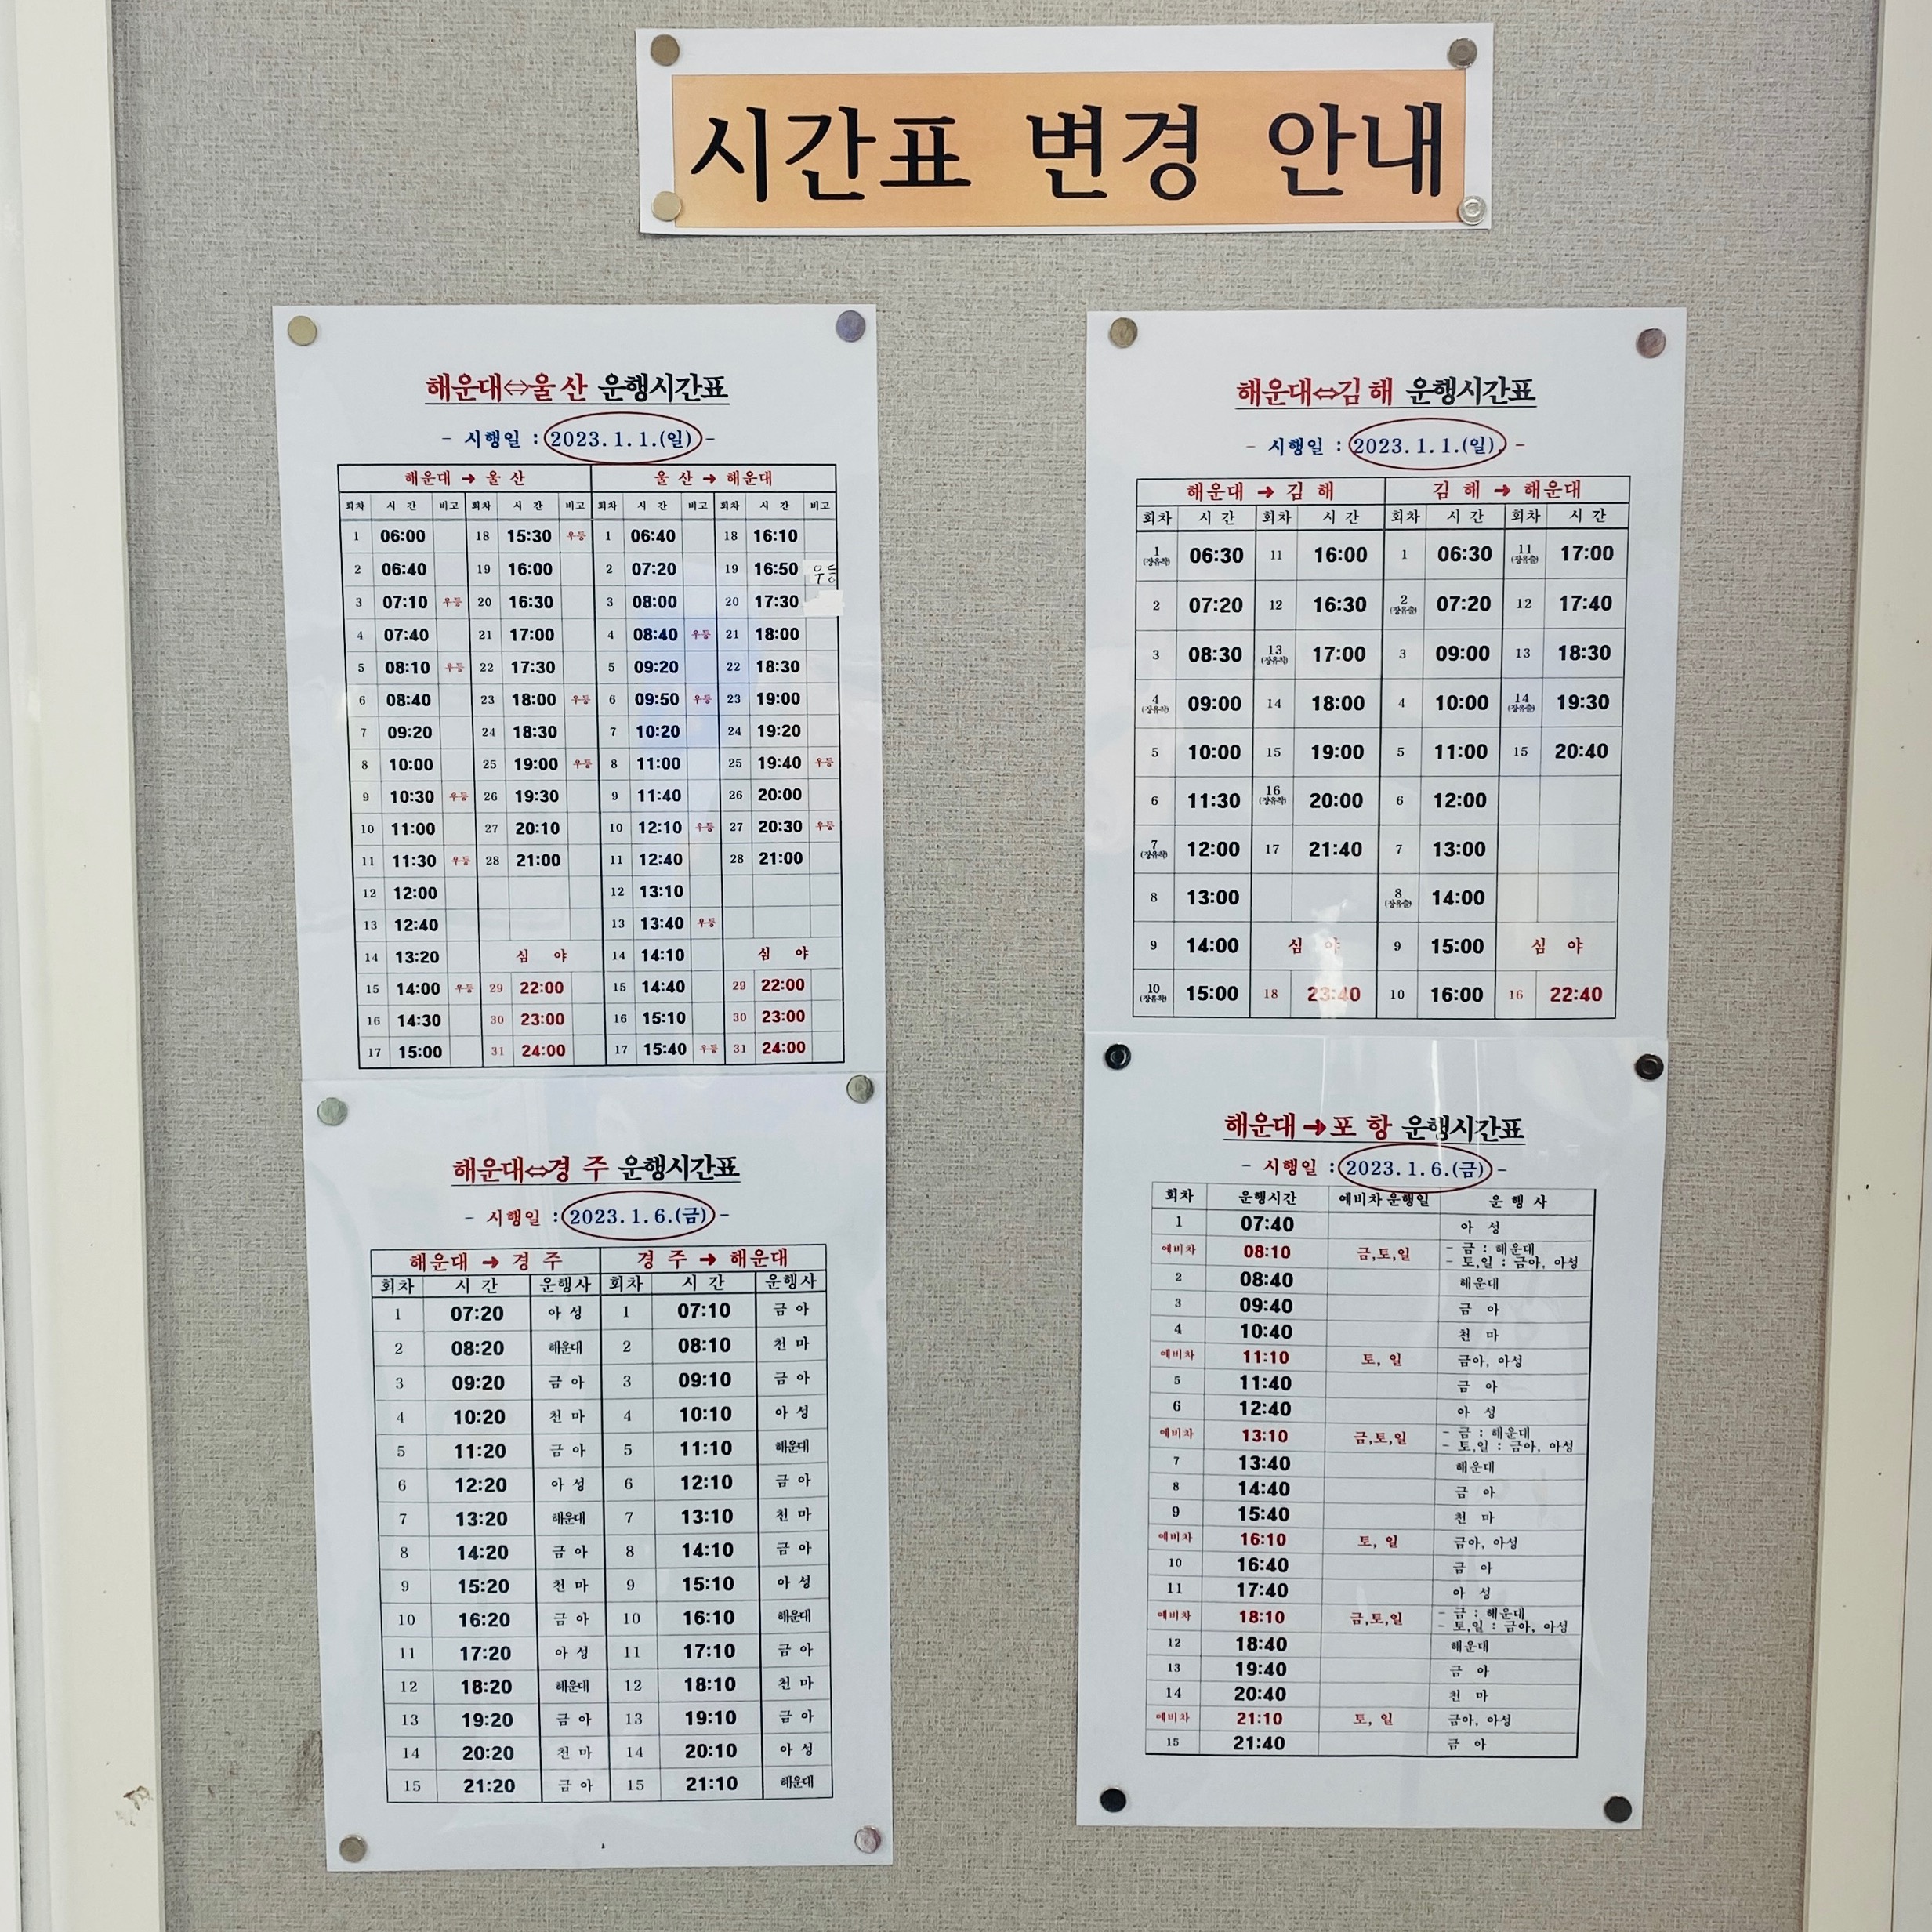 시간표 변경 안내
해운대⇔울 산 운행시간표
- 시행일 : 2023. 1. 1.(일) -
해운대 → 울 산 울 산 → 해운대
회차 시 간 비고 회차 시 간 비고 회차 시 간 비고 회차 시 간 비고
1 06:00 18 15:30 우등 1 06:40 18 16:10
2 06:40 19 16:00 2 07:20 19 16:50 우등
3 07:10 우등 20 16:30 3 08:00 20 17:30
4 07:40 21 17:00 4 08:40 우등 21 18:00
5 08:10 우등 22 17:30 5 09:20 22 18:30
6 08:40 23 18:00 우등 6 09:50 우등 23 19:00
7 09:20 24 18:30 7 10:20 24 19:20
8 10:00 25 19:00 우등 8 11:00 25 19:40 우등
9 10:30 우등 26 19:30 9 11:40 26 20:00
10 11:00 27 20:10 10 12:10 우등 27 20:30 우등
11 11:30 우등 28 21:00 11 12:40 28 21:00
12 12:00 12 13:10
13 12:40 13 13:40 우등
14 13:20 심 야 14 14:10 심 야
15 14:00 우등 29 22:00 15 14:40 29 22:00
16 14:30 30 23:00 16 15:10 30 23:00
17 15:00 31 24:00 17 15:40 우등 31 24:00
해운대⇔김 해 운행시간표
- 시행일 : 2023. 1. 1.(일). -
해운대 → 김 해 김 해 → 해운대
회차 시 간 회차 시 간 회차 시 간 회차 시 간
1 (장유착) 06:30 11 16:00 1 06:30 11 (장유출) 17:00
2 07:20 12 16:30 2 (장유출) 07:20 12 17:40
3 08:30 13 (장유착) 17:00 3 09:00 13 18:30
4 (장유착) 09:00 14 18:00 4 10:00 14 (장유출) 19:30
5 10:00 15 19:00 5 11:00 15 20:40
6 11:30 16 (장유착) 20:00 6 12:00
7 (장유착) 12:00 17 21:40 7 13:00
8 13:00 8 (장유출) 14:00
9 14:00 심 야 9 15:00 심 야
10 (장유착) 15:00 18 23:40 10 16:00 16 22:40
해운대⇔경 주 운행시간표
- 시행일 : 2023. 1. 6.(금) -
해운대 → 경 주 경 주 → 해운대
회차 시 간 운행사 회차 시 간 운행사
1 07:20 아 성 1 07:10 금 아
2 08:20 해운대 2 08:10 천 마
3 09:20 금 아 3 09:10 금 아
4 10:20 천 마 4 10:10 아 성
5 11:20 금 아 5 11:10 해운대
6 12:20 아 성 6 12:10 금 아
7 13:20 해운대 7 13:10 천 마
8 14:20 금 아 8 14:10 금 아
9 15:20 천 마 9 15:10 아 성
10 16:20 금 아 10 16:10 해운대
11 17:20 아 성 11 17:10 금 아
12 18:20 해운대 12 18:10 천 마
13 19:20 금 아 13 19:10 금 아
14 20:20 천 마 14 20:10 아 성
15 21:20 금 아 15 21:10 해운대
해운대→포 항 운행시간표
- 시행일 : 2023. 1. 6.(금) -
회차 운행시간 예비차 운행일 운 행 사
1 07:40 아 성
예비차 08:10 금,토,일 - 금 : 해운대
- 토,일 : 금아, 아성
2 08:40 해운대
3 09:40 금 아
4 10:40 천 마
예비차 11:10 토, 일 금아, 아성
5 11:40 금 아
6 12:40 아 성
예비차 13:10 금,토,일 - 금 : 해운대
- 토,일 : 금아, 아성
7 13:40 해운대
8 14:40 금 아
9 15:40 천 마
예비차 16:10 토, 일 금아, 아성
10 16:40 금 아
11 17:40 아 성
예비차 18:10 금,토,일 - 금 : 해운대
- 토,일 : 금아, 아성
12 18:40 해운대
13 19:40 금 아
14 20:40 천 마
예비차 21:10 토, 일 금아, 아성
15 21:40 금 아